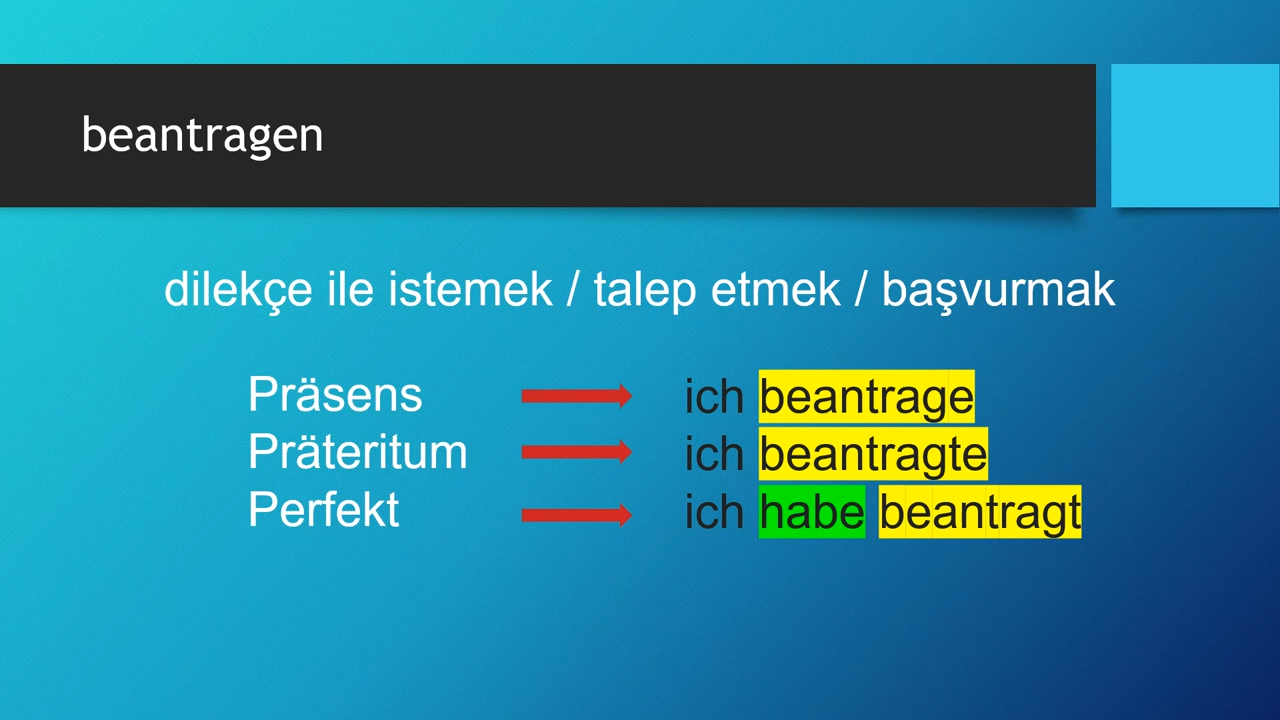 beantragen
dilekçe ile istemek / talep etmek / başvurmak
Präsens ich beantrage
Präteritum ich beantragte
Perfekt ich habe beantragt